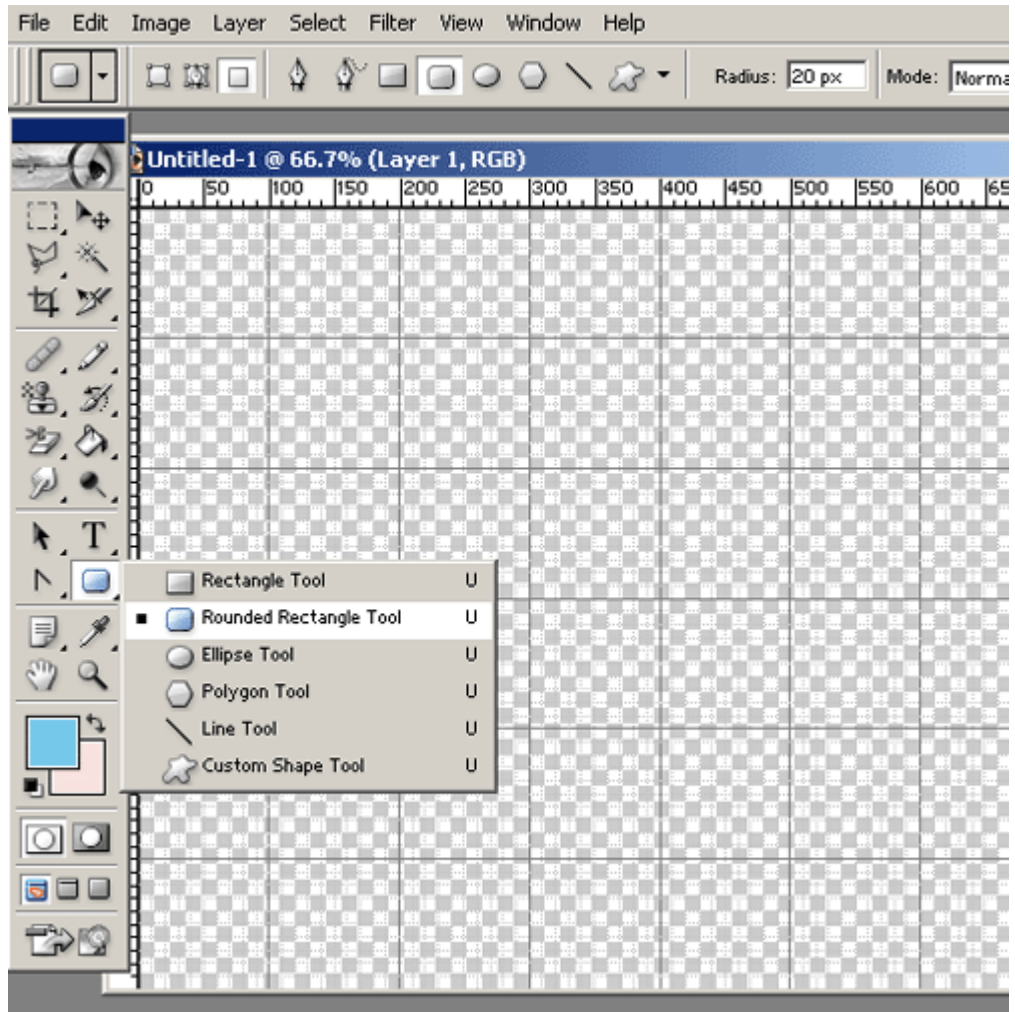 File Edit Image Layer Select Filter View Window Help
Radius: 20 px Mode: Norma
Untitled-1 @ 66.7% (Layer 1, RGB)
0 50 100 150 200 250 300 350 400 450 500 550 600 65
T
Rectangle Tool U
Rounded Rectangle Tool U
Ellipse Tool U
Polygon Tool U
Line Tool U
Custom Shape Tool U